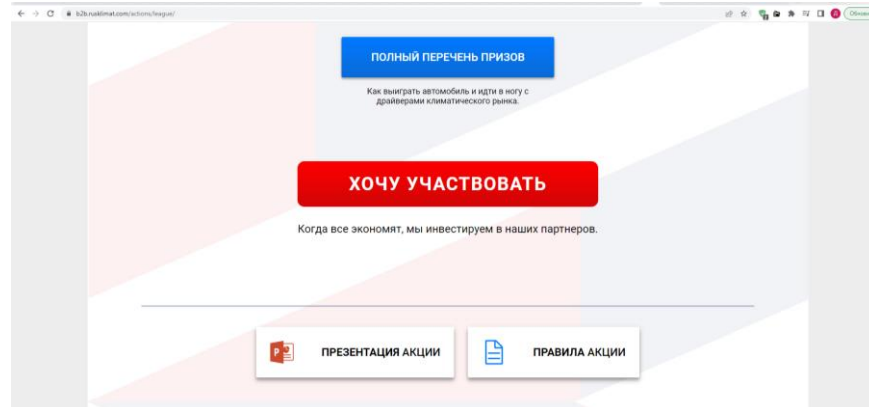 b2b.rusklimat.com/actions/league/
ПОЛНЫЙ ПЕРЕЧЕНЬ ПРИЗОВ
Как выиграть автомобиль и идти в ногу с
драйверами климатического рынка.
ХОЧУ УЧАСТВОВАТЬ
Когда все экономят, мы инвестируем в наших партнеров.
ПРЕЗЕНТАЦИЯ АКЦИИ
ПРАВИЛА АКЦИИ